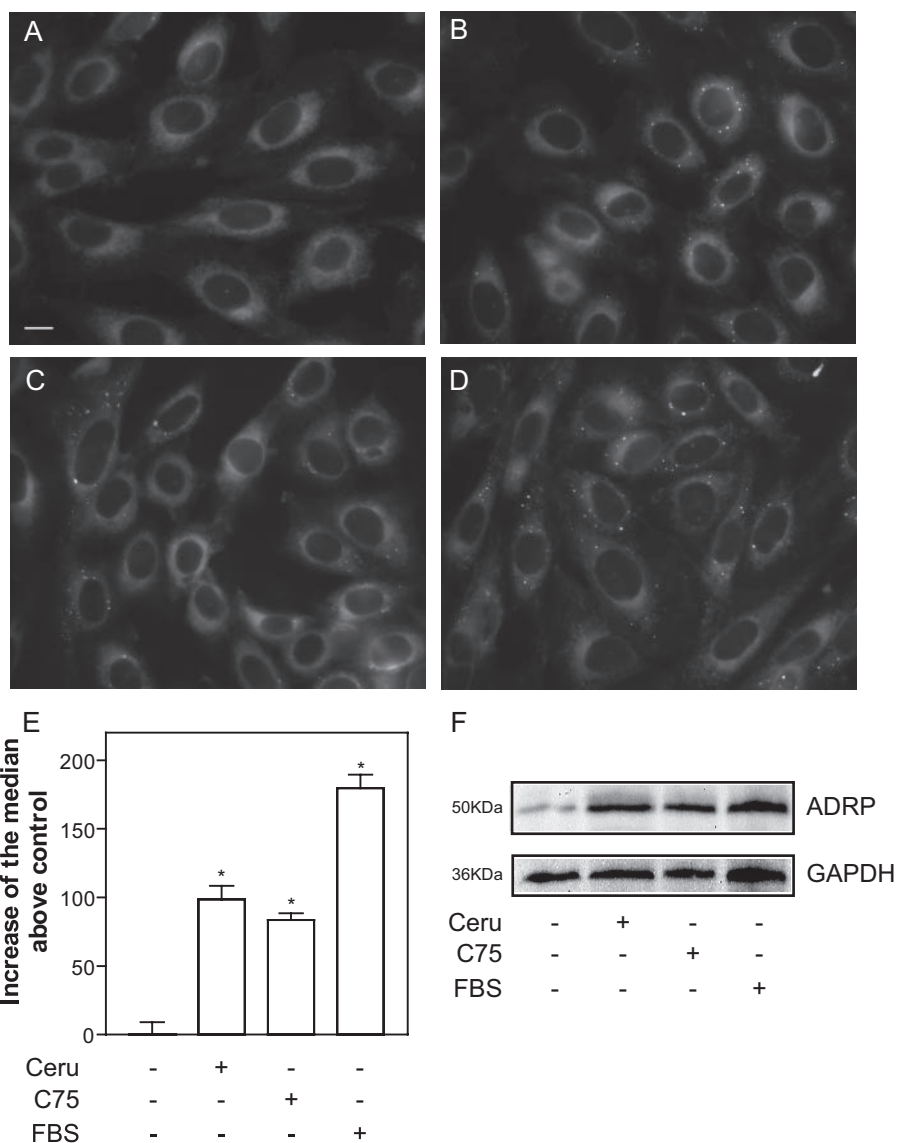 A
B
C
D
E
Increase of the median
above control
200
150
100
50
0
*
*
*
Ceru - + - -
C75 - - + -
FBS - - - +
F
50KDa ADRP
36KDa GAPDH
Ceru - + - -
C75 - - + -
FBS - - - +